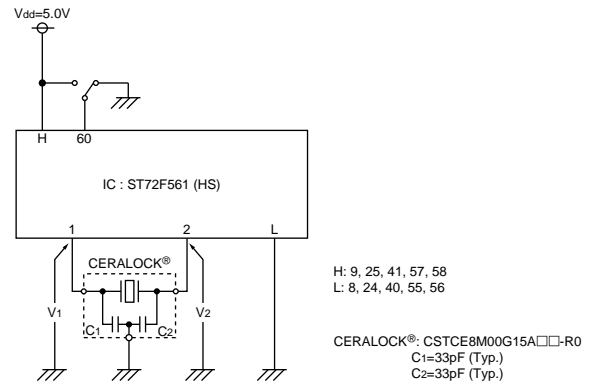 Vdd=5.0V
H 60
IC : ST72F561 (HS)
1 2 L
CERALOCK®
V1 C1 C2 V2
H: 9, 25, 41, 57, 58
L: 8, 24, 40, 55, 56
CERALOCK®: CSTCE8M00G15A□□-R0
C1=33pF (Typ.)
C2=33pF (Typ.)